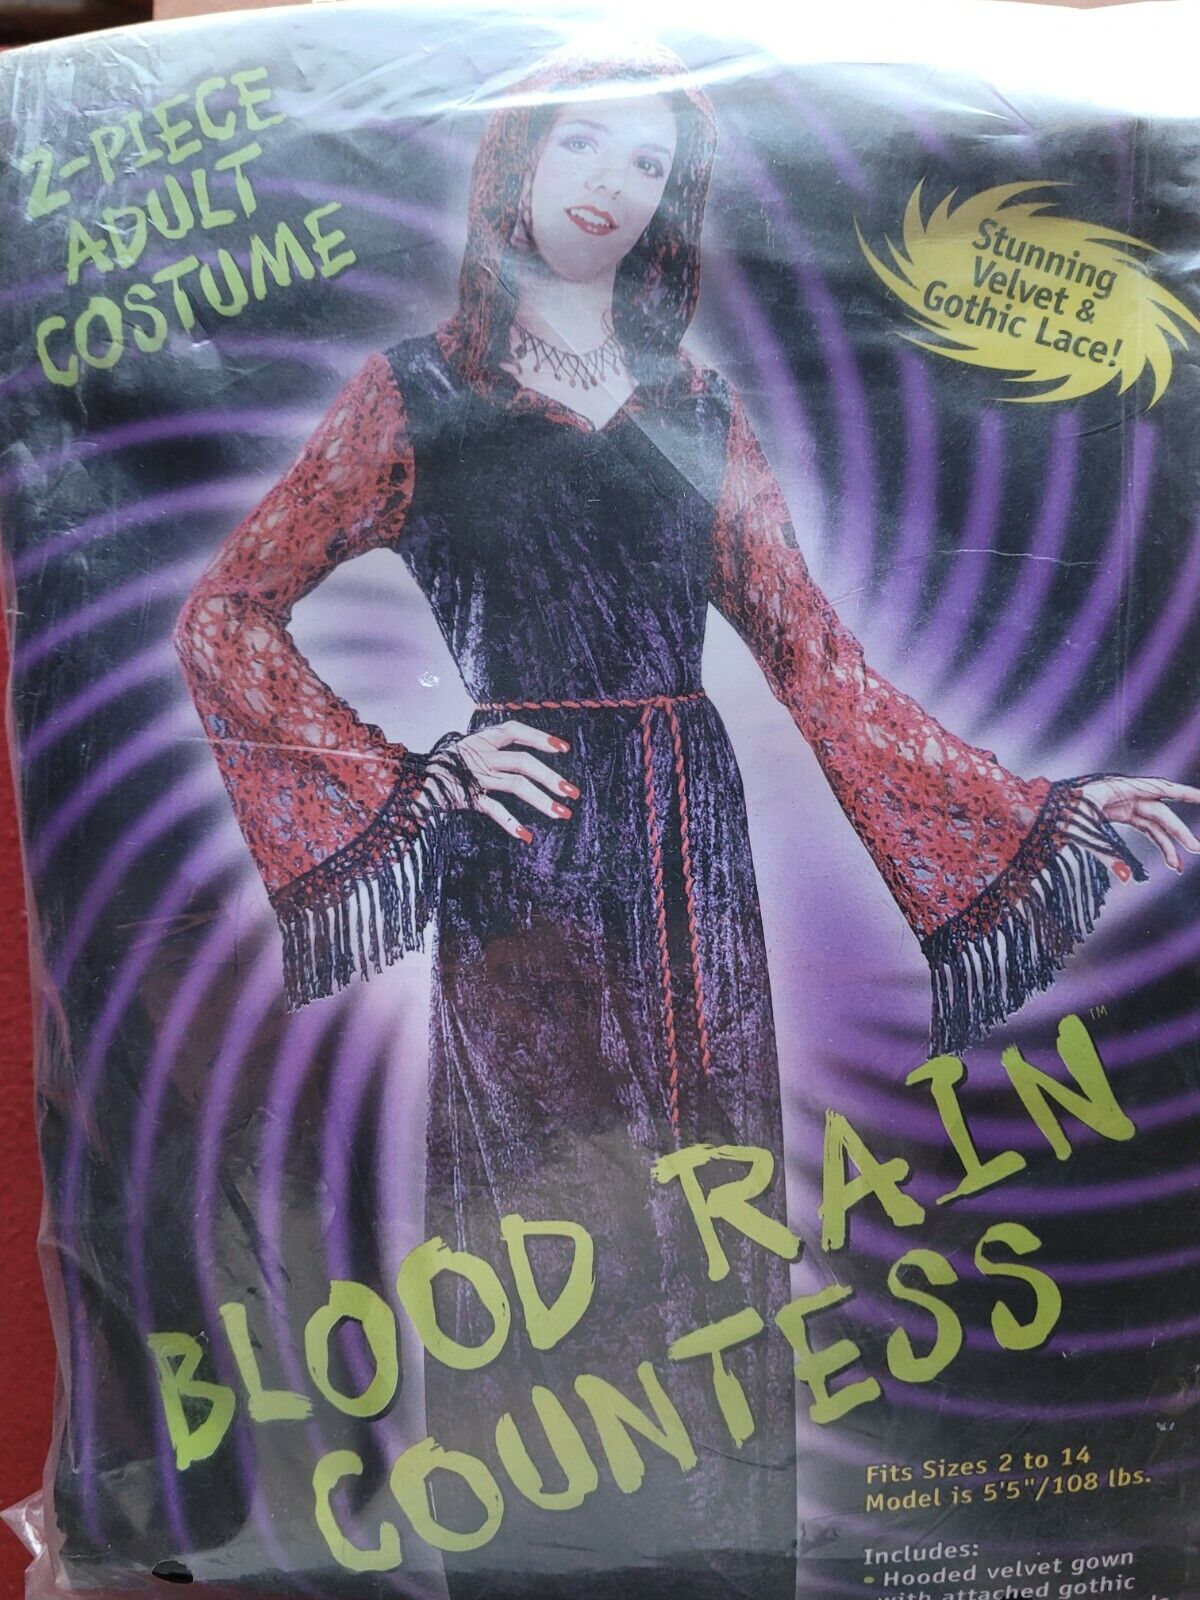 2-PIECE
ADULT
COSTUME
Stunning
Velvet &
Gothic Lace!
BLOOD RAIN™
COUNTESS
Fits Sizes 2 to 14
Model is 5'5"/108 lbs.
Includes:
• Hooded velvet gown
with attached gothic